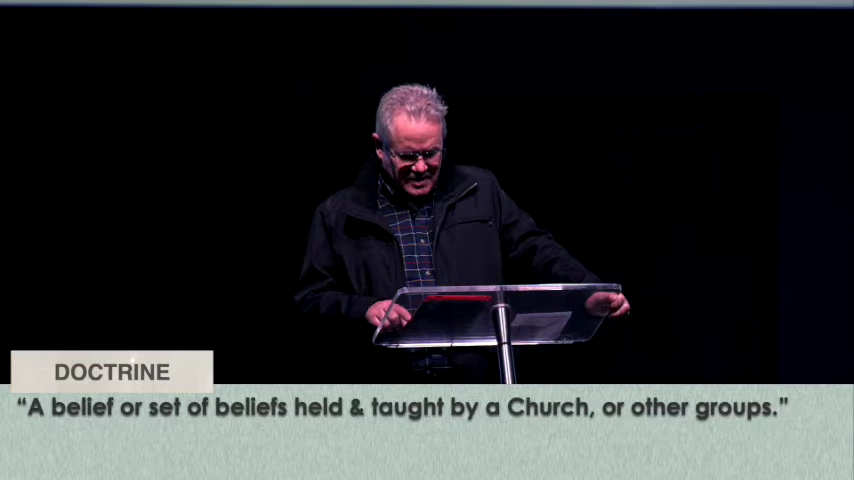 DOCTRINE
“A belief or set of beliefs held & taught by a Church, or other groups.”